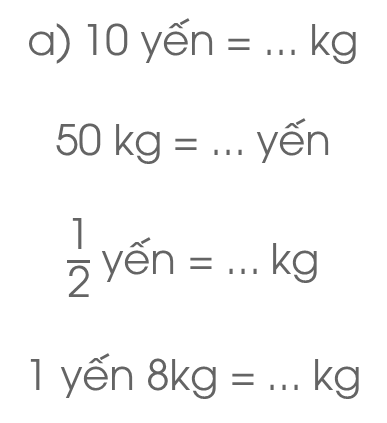 a) 10 yến = ... kg
50 kg = ... yến
1/2 yến = ... kg
1 yến 8kg = ... kg